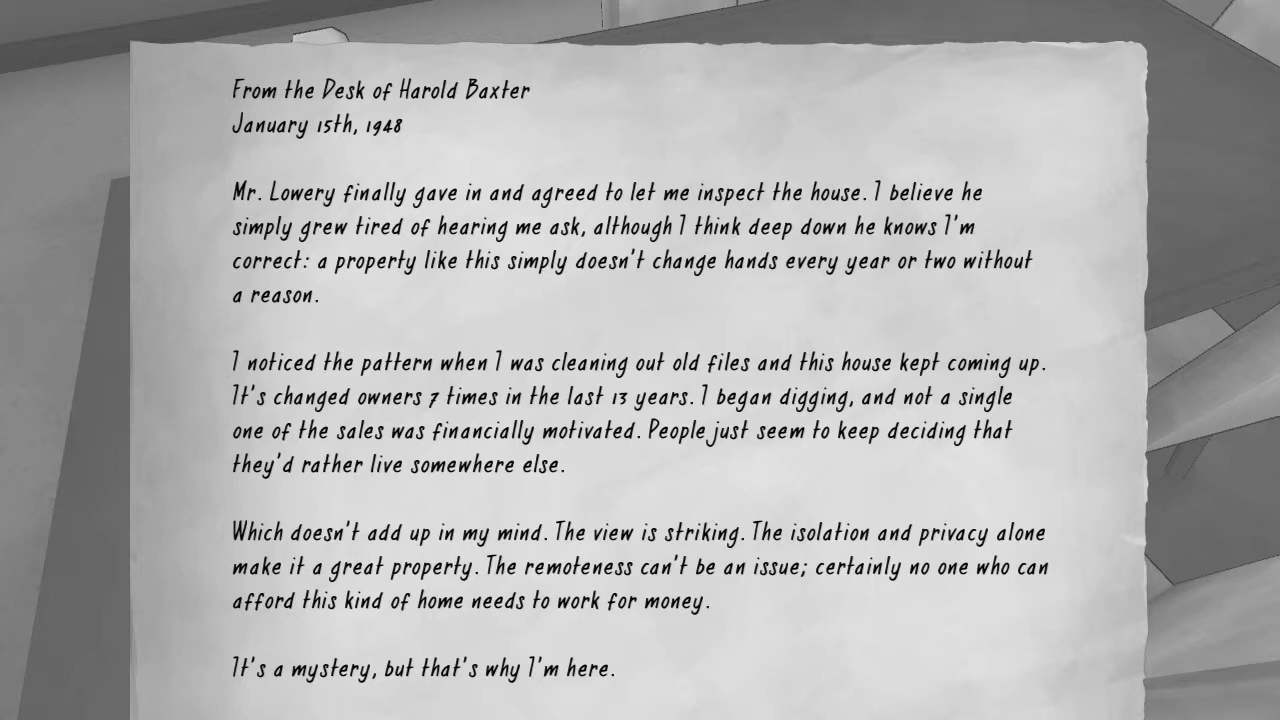 From the Desk of Harold Baxter
January 15th, 1948
Mr. Lowery finally gave in and agreed to let me inspect the house. I believe he
simply grew tired of hearing me ask, although I think deep down he knows I'm
correct: a property like this simply doesn't change hands every year or two without
a reason.
I noticed the pattern when I was cleaning out old files and this house kept coming up.
It's changed owners 7 times in the last 13 years. I began digging, and not a single
one of the sales was financially motivated. People just seem to keep deciding that
they'd rather live somewhere else.
Which doesn't add up in my mind. The view is striking. The isolation and privacy alone
make it a great property. The remoteness can't be an issue; certainly no one who can
afford this kind of home needs to work for money.
It's a mystery, but that's why I'm here.